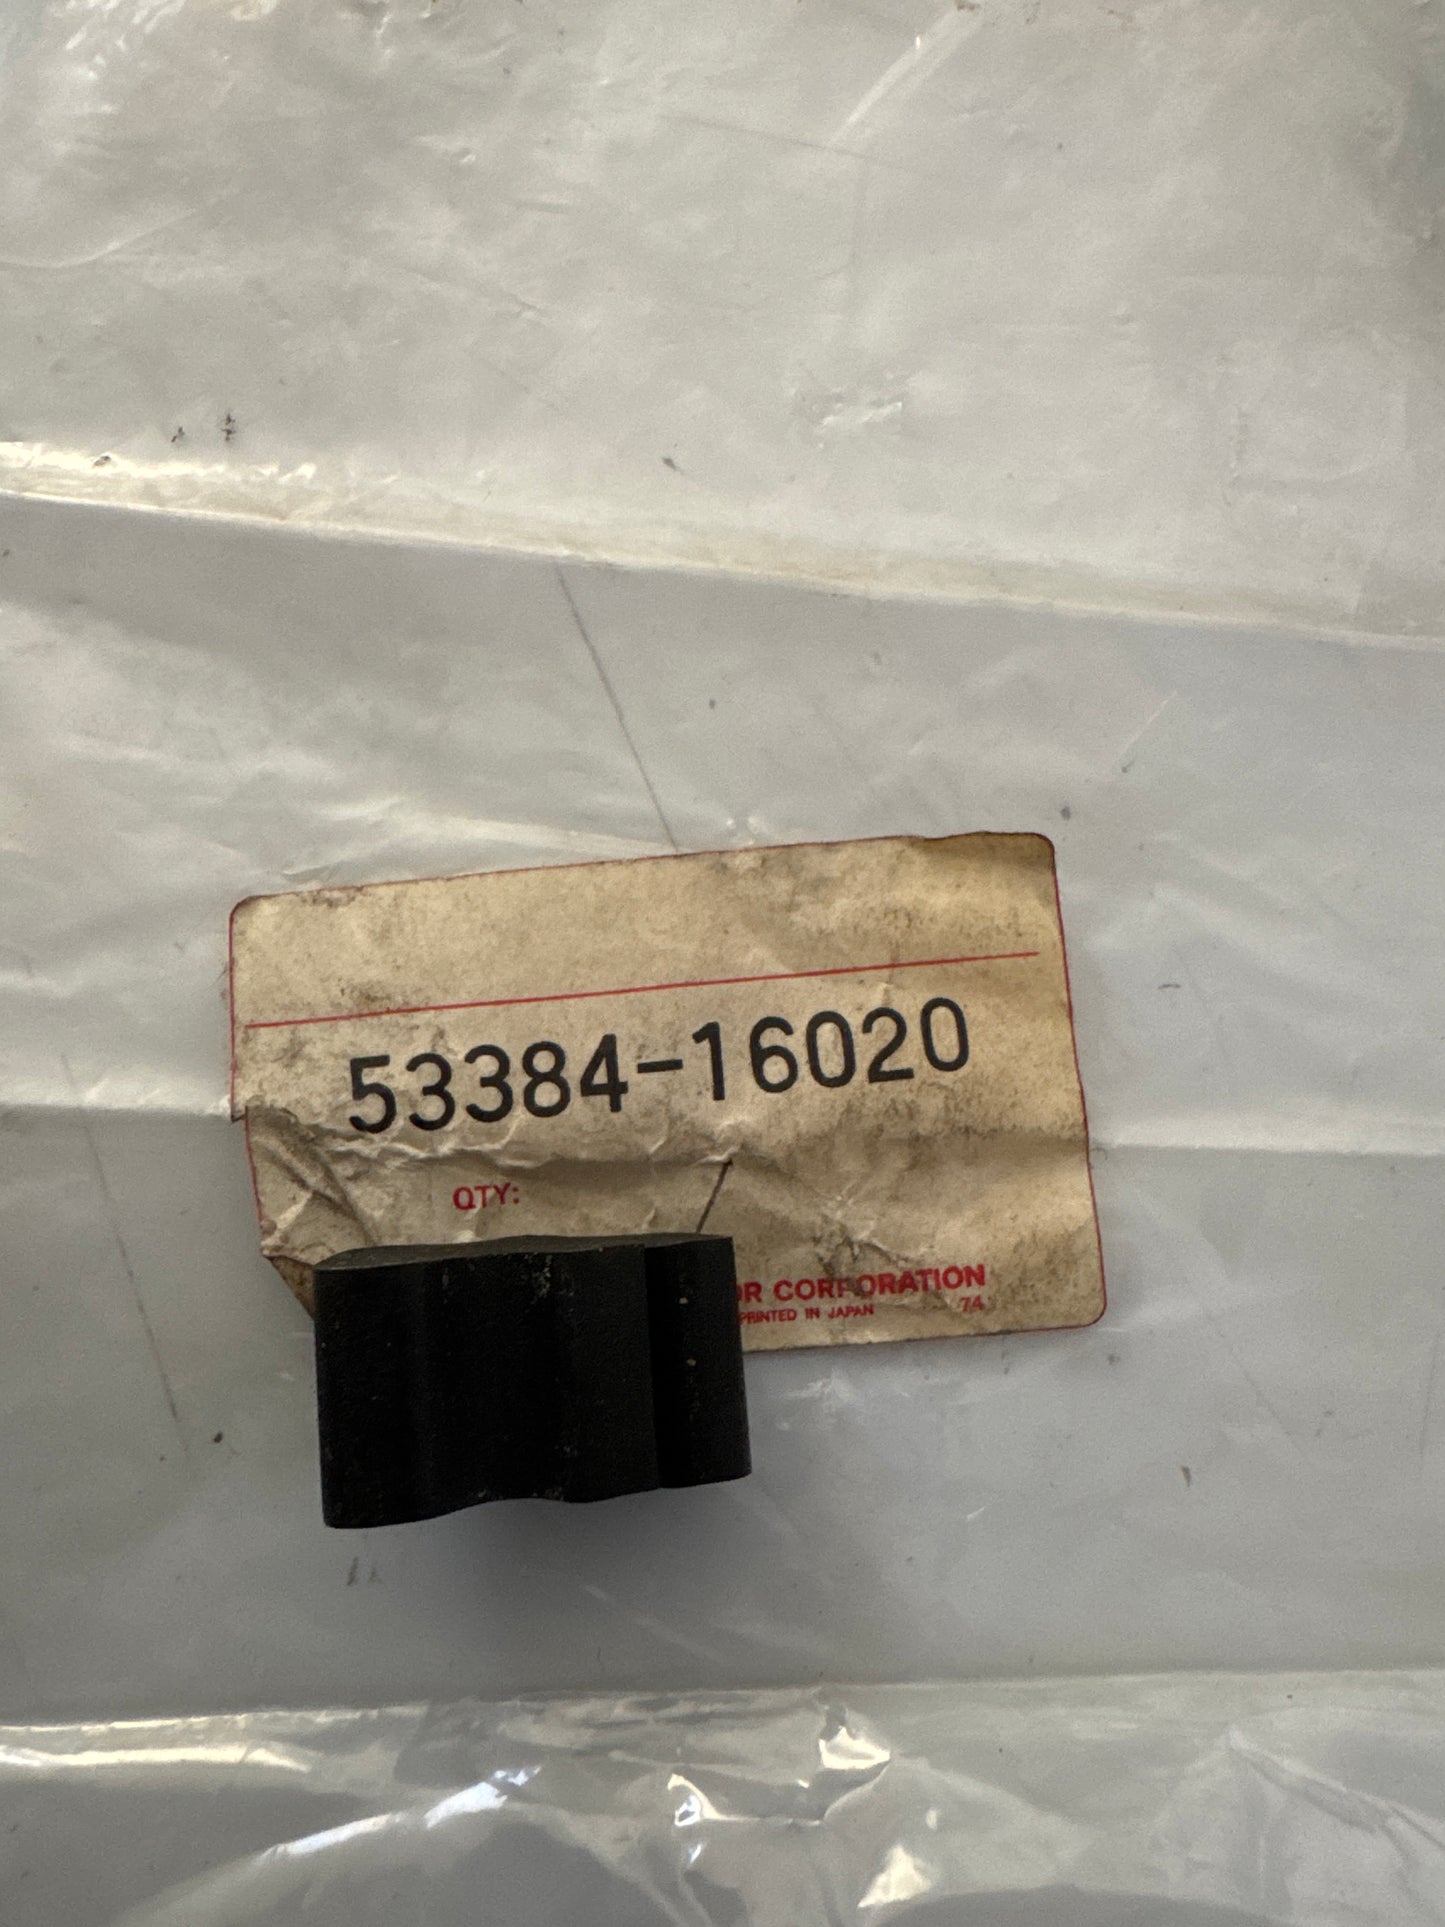 53384-16020
QTY:
OR CORPORATION
PRINTED IN JAPAN 74